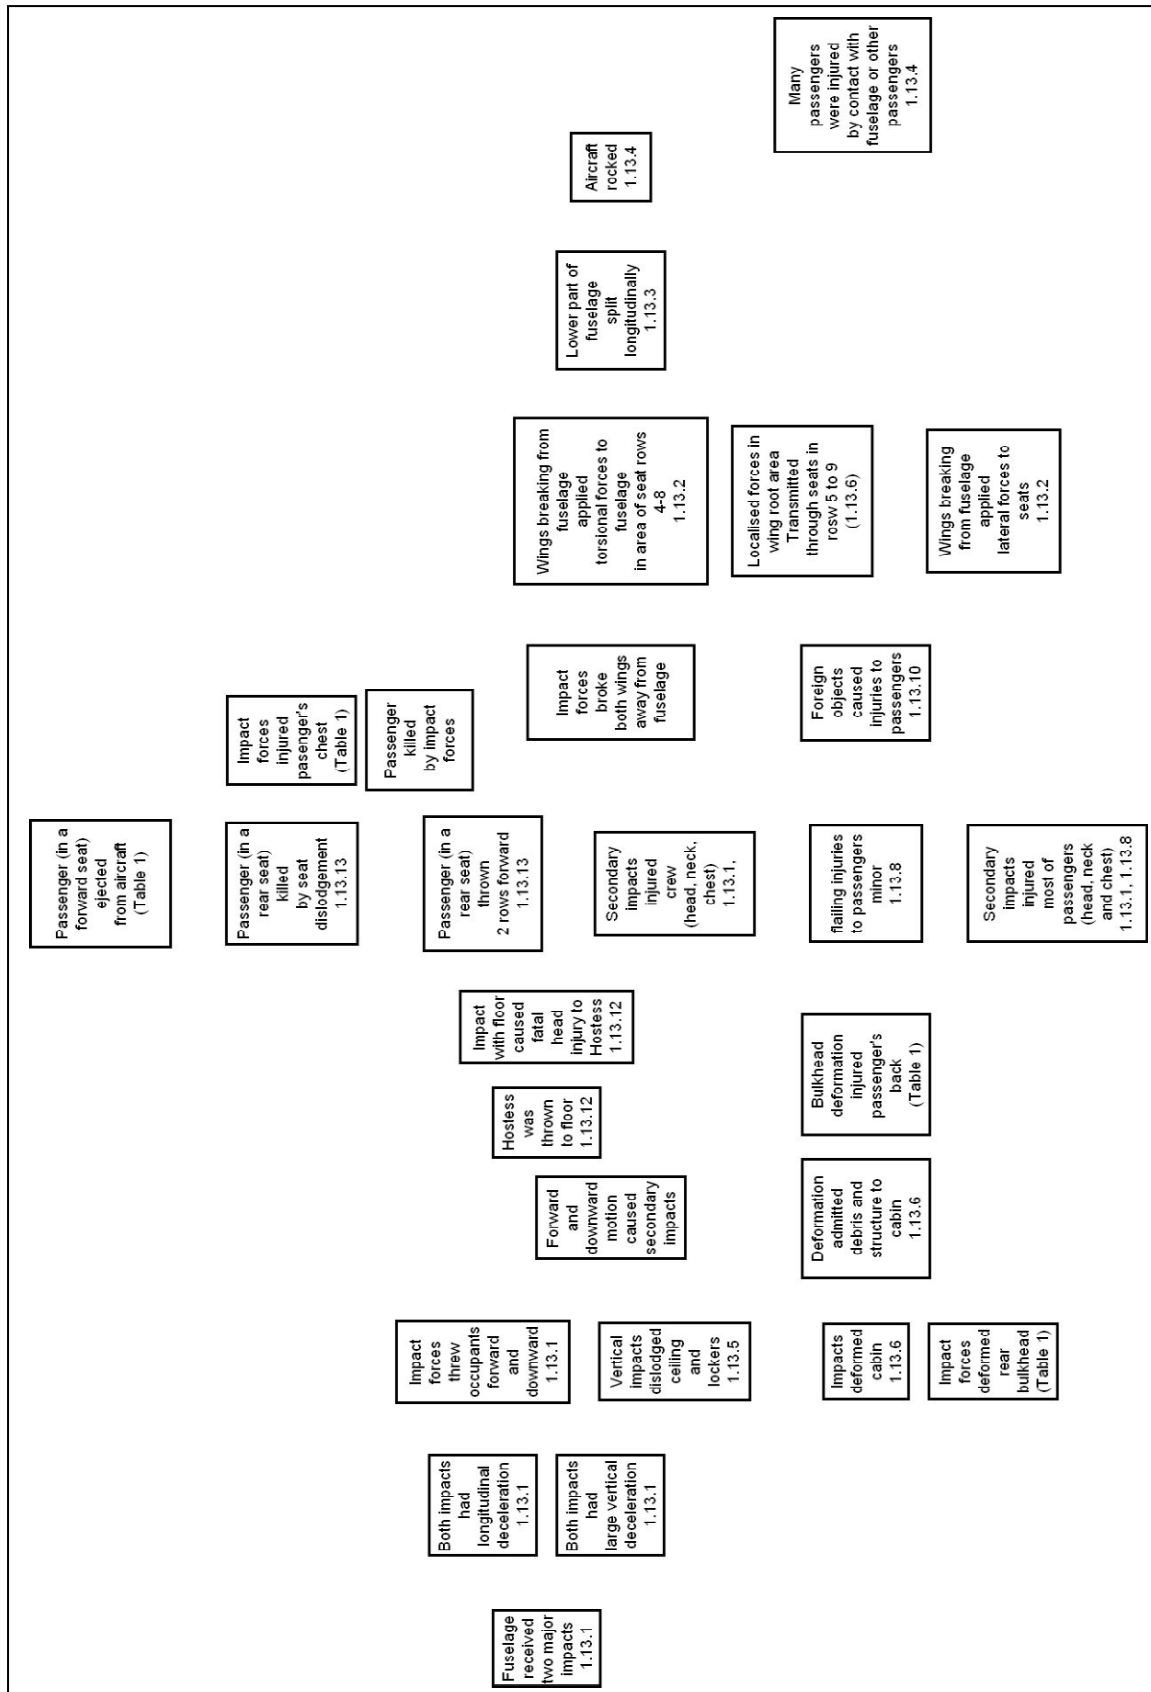 Fuselage
received
two major
impacts
1.13.1
Both impacts
had
longitudinal
deceleration
1.13.1
Both impacts
had
large vertical
deceleration
1.13.1
Impact
forces
threw
occupants
forward
and
downward
1.13.1
Vertical
impacts
dislodged
ceiling
and
lockers
1.13.5
Impacts
deformed
cabin
1.13.6
Impact
forces
deformed
rear
bulkhead
(Table 1)
Forward
and
downward
motion
caused
secondary
impacts
Deformation
admitted
debris and
structure to
cabin
1.13.6
Hostess
was
thrown
to floor
1.13.12
Bulkhead
deformation
injured
passenger's
back
(Table 1)
Impact
with floor
caused
fatal
head
injury to
Hostess
1.13.12
Passenger (in a
forward seat)
ejected
from aircraft
(Table 1)
Passenger (in a
rear seat)
killed
by seat
dislodgement
1.13.13
Passenger (in a
rear seat)
thrown
2 rows forward
1.13.13
Secondary
impacts
injured
crew
(head, neck,
chest)
1.13.1,
flailing injuries
to passengers
minor
1.13.8
Secondary
impacts
injured
most of
passengers
(head, neck
and chest)
1.13.1, 1.13.8
Impact
forces
injured
pasenger's
chest
(Table 1)
Passenger
killed
by impact
forces
Impact
forces
broke
both wings
away from
fuselage
Foreign
objects
caused
injuries to
passengers
1.13.10
Wings breaking from
fuselage
applied
torsional forces to
fuselage
in area of seat rows
4-8
1.13.2
Localised forces in
wing root area
Transmitted
through seats in
rosw 5 to 9
(1.13.6)
Wings breaking
from fuselage
applied
lateral forces to
seats
1.13.2
Lower part of
fuselage
split
longitudinally
1.13.3
Aircraft
rocked
1.13.4
Many
passengers
were injured
by contact with
fuselage or other
passengers
1.13.4